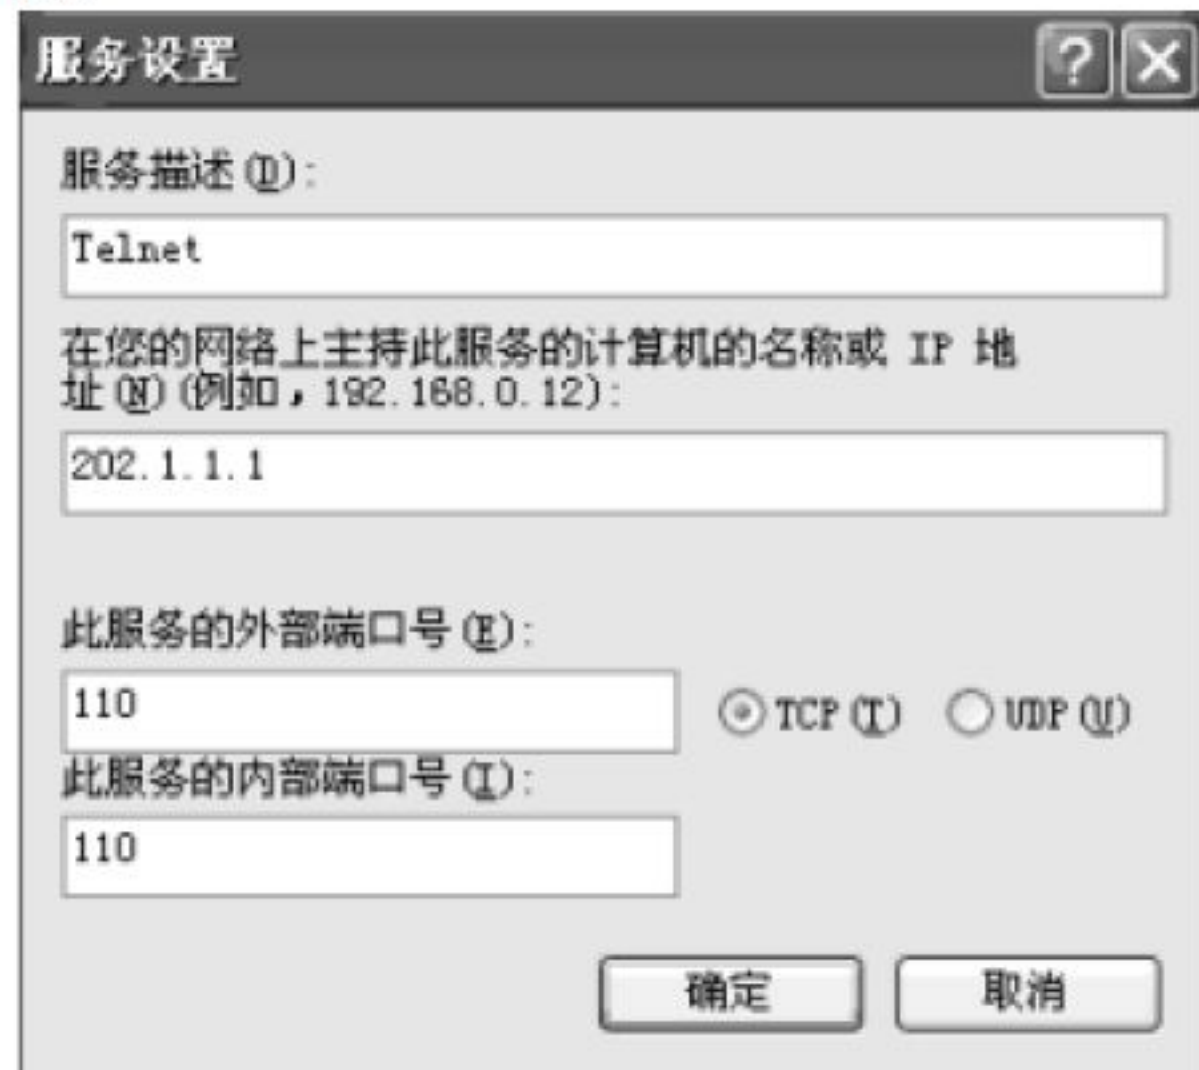 服务设置
服务描述(D):
Telnet
在您的网络上主持此服务的计算机的名称或 IP 地
址(N)(例如，192.168.0.12):
202.1.1.1
此服务的外部端口号(E):
110
TCP(T) UDP(U)
此服务的内部端口号(I):
110
确定 取消